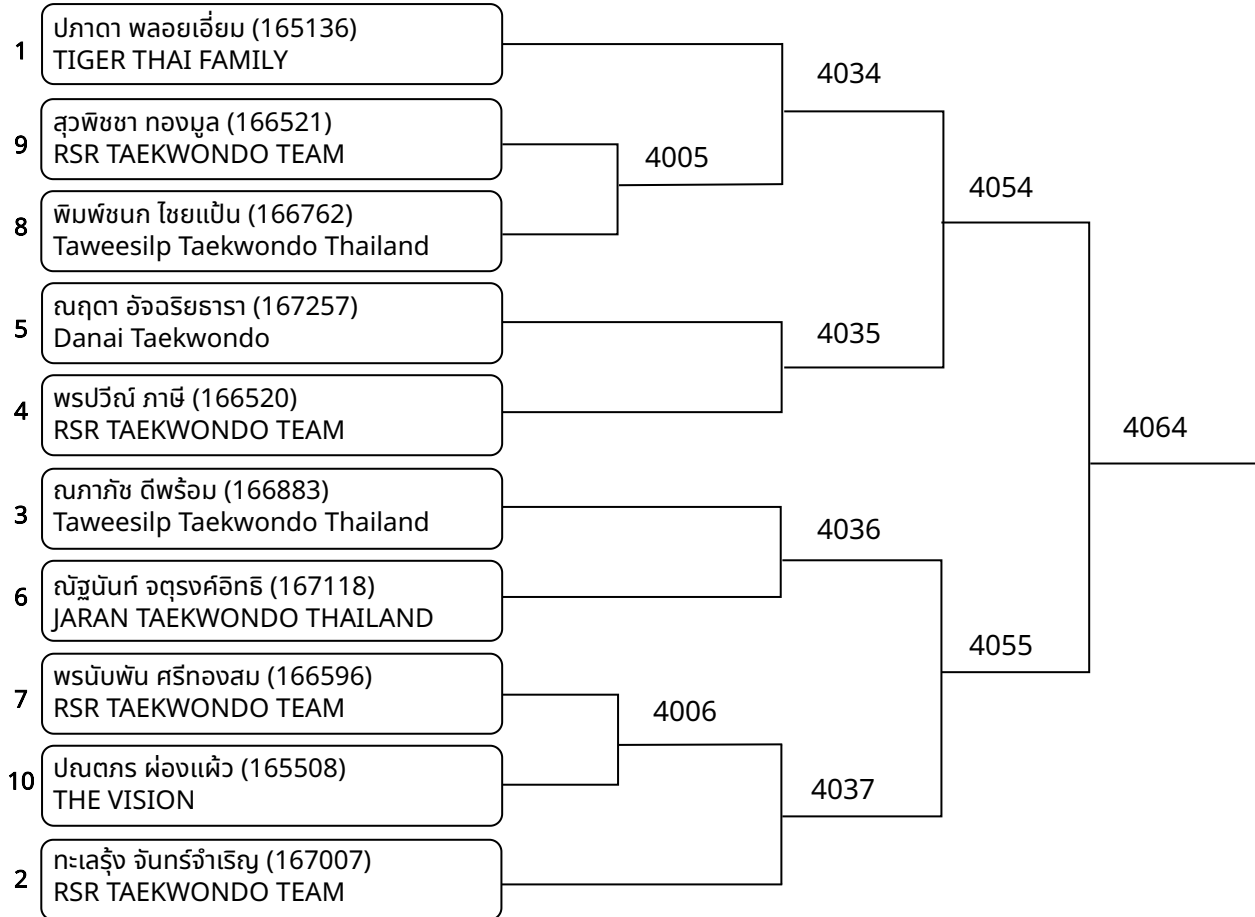 1
ปภาดา พลอยเอี่ยม (165136)
TIGER THAI FAMILY
4034
9
สุวพิชชา ทองมูล (166521)
RSR TAEKWONDO TEAM
4005
4054
8
พิมพ์ชนก ไชยแป้น (166762)
Taweesilp Taekwondo Thailand
5
ณฤดา อัจฉริยธารา (167257)
Danai Taekwondo
4035
4
พรปวีณ์ ภาษี (166520)
RSR TAEKWONDO TEAM
4064
3
ณภาภัช ดีพร้อม (166883)
Taweesilp Taekwondo Thailand
4036
6
ณัฐนันท์ จตุรงค์อิทธิ (167118)
JARAN TAEKWONDO THAILAND
4055
7
พรนับพัน ศรีทองสม (166596)
RSR TAEKWONDO TEAM
4006
10
ปณตภร ผ่องแผ้ว (165508)
THE VISION
4037
2
ทะเลรุ้ง จันทร์จำเริญ (167007)
RSR TAEKWONDO TEAM